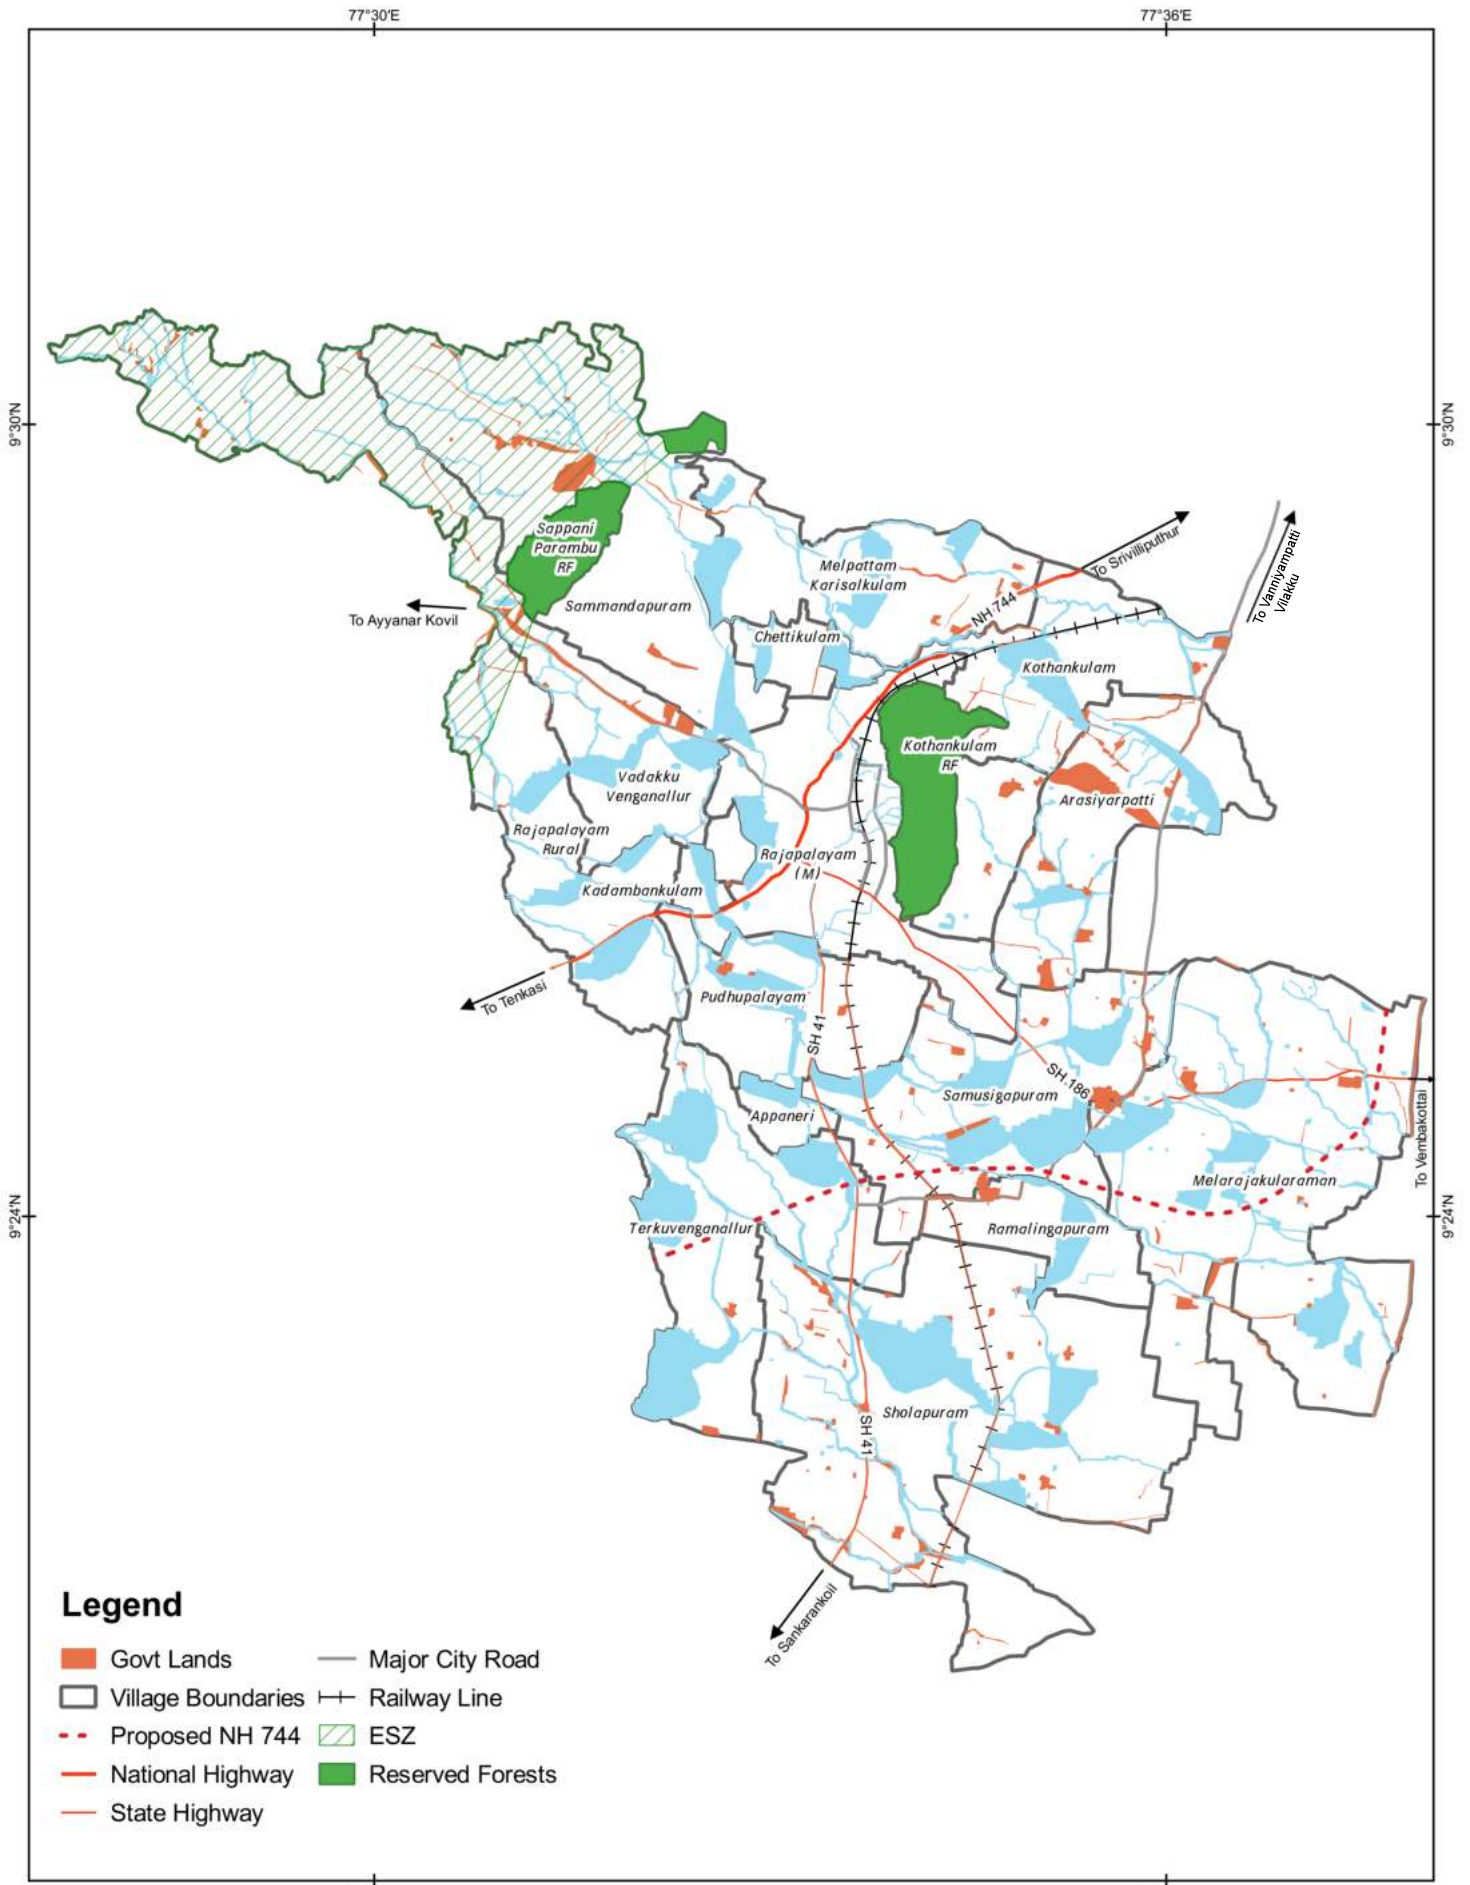 77°30'E
77°36'E
9°30'N
9°30'N
Sappani
Parambu
RF
To Srivilliputhur
To Vanniyampatti
Vilakku
Melpattam
Karisalkulam
To Ayyanar Kovil
Sammandapuram
NH 744
Chettikulam
Kothankulam
Kothankulam
RF
Vadakku
Venganallur
Arasiyarpatti
Rajapalayam
Rural
Rajapalayam
(M)
Kadambankulam
To Tenkasi
Pudhupalayam
SH 41
SH 186
Samusigapuram
Appaneri
To Vembakottai
Melarajakularaman
9°24'N
9°24'N
Terkuvenganallur
Ramalingapuram
Sholapuram
SH 41
To Sankarankoil
Legend
Govt Lands
Village Boundaries
Proposed NH 744
National Highway
State Highway
Major City Road
Railway Line
ESZ
Reserved Forests